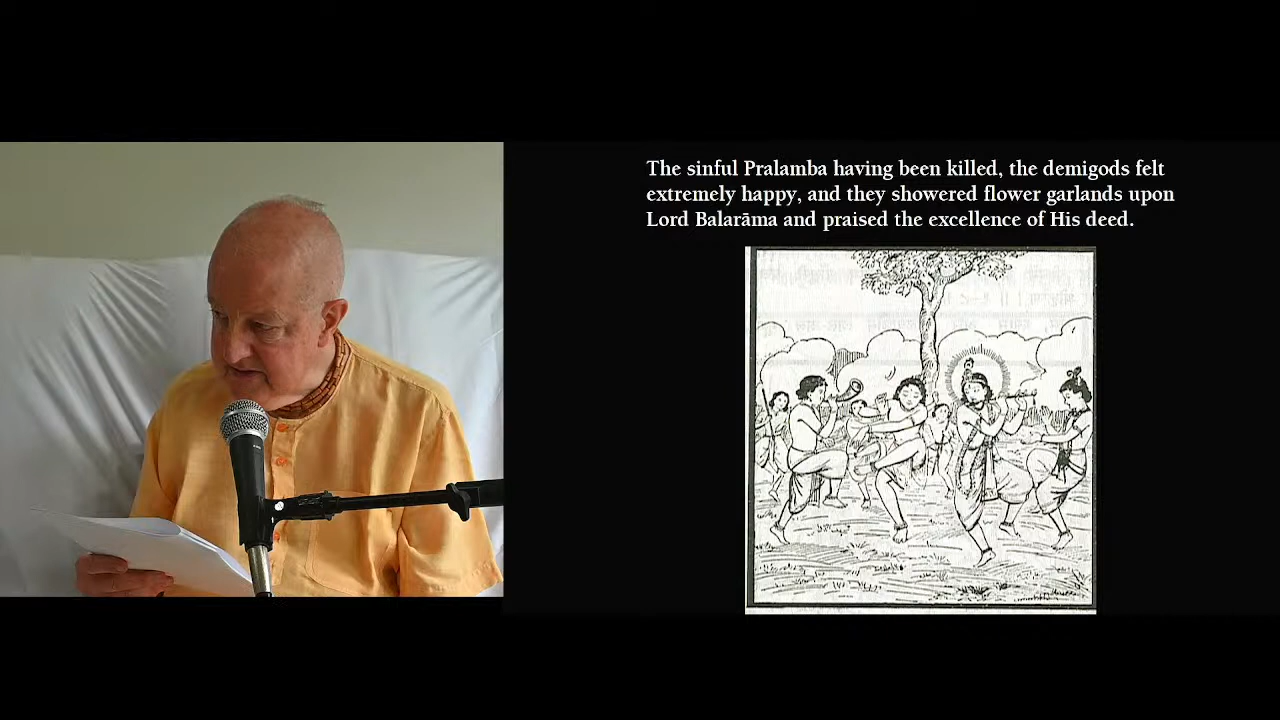 The sinful Pralamba having been killed, the demigods felt
extremely happy, and they showered flower garlands upon
Lord Balarāma and praised the excellence of His deed.